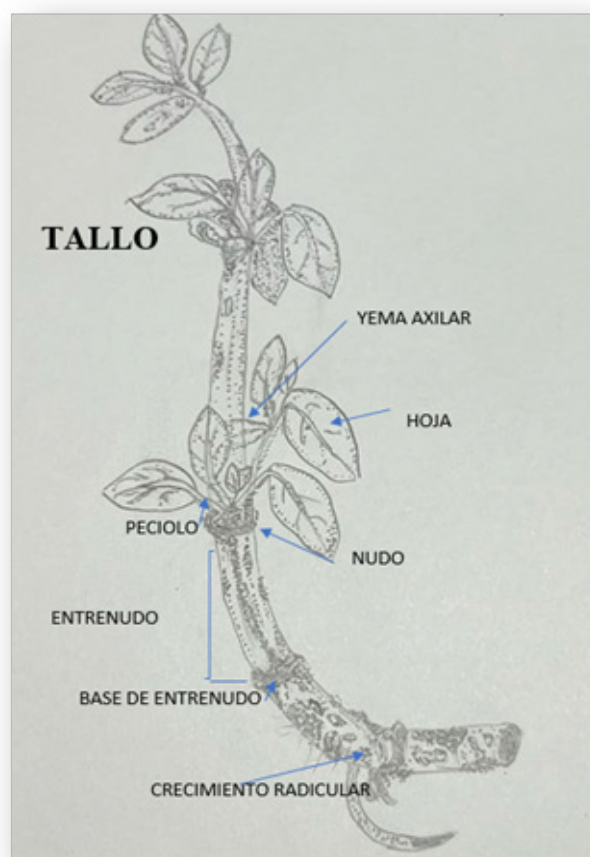 TALLO
YEMA AXILAR
HOJA
PECIOLO
NUDO
ENTRENUDO
BASE DE ENTRENUDO
CRECIMIENTO RADICULAR